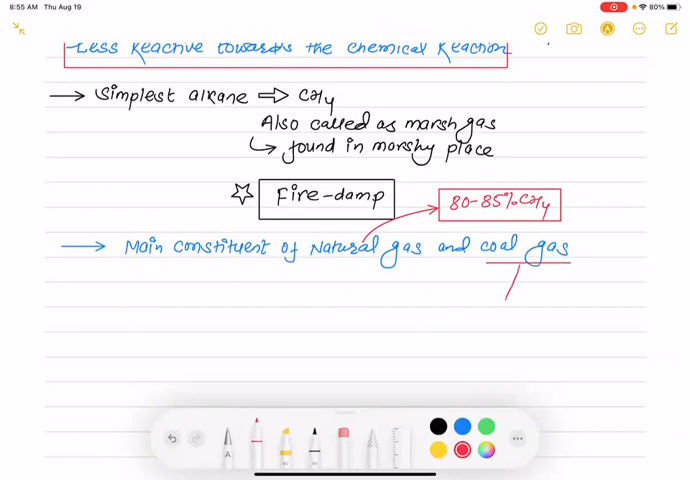 8:55 AM Thu Aug 19
80%
Less Reactive towards the chemical Reaction
→ Simplest alkane ⇒ CH4
Also called as marsh gas
↳ found in marshy place
☆ Fire-damp
80-85% CH4
→ Main constituent of Natural gas and coal gas
A